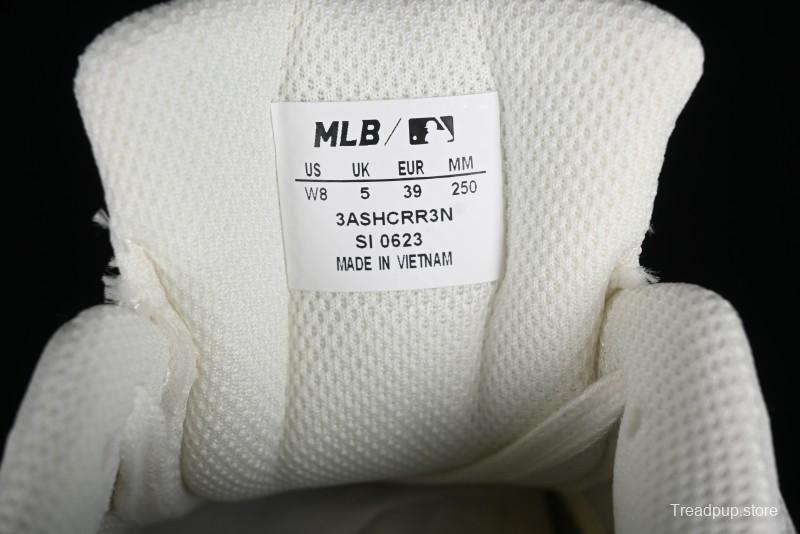 MLB /
US UK EUR MM
W8 5 39 250
3ASHCRR3N
SI 0623
MADE IN VIETNAM
Treadpup.store